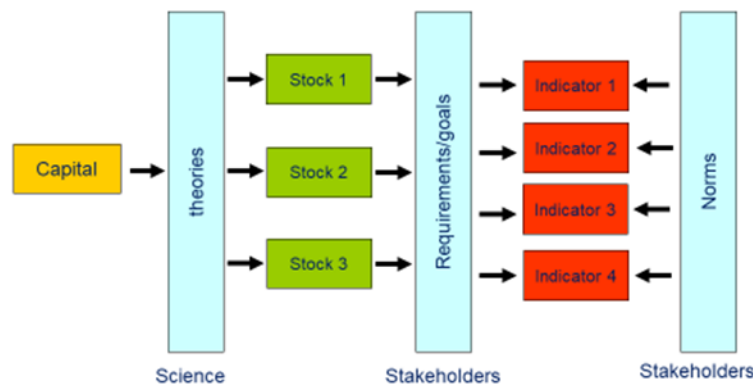 Capital
theories
Science
Stock 1
Stock 2
Stock 3
Requirements/goals
Stakeholders
Indicator 1
Indicator 2
Indicator 3
Indicator 4
Norms
Stakeholders